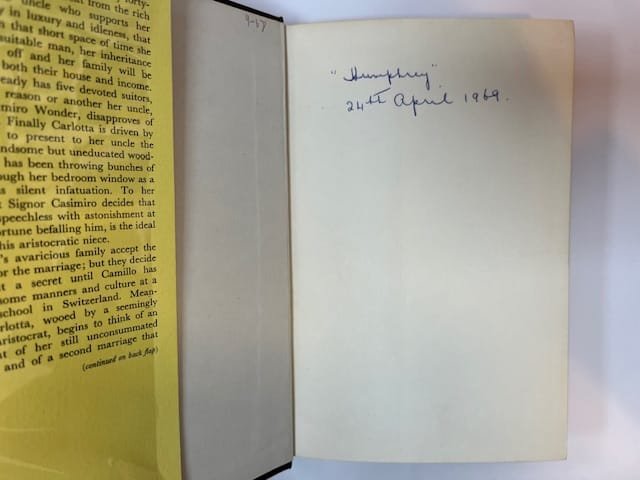 from the rich
uncle who supports her
in luxury and idleness, that
that short space of time she
suitable man, her inheritance
off and her family will be
both their house and income.
eady has five devoted suitors,
reason or another her uncle,
miro Wonder, disapproves of
Finally Carlotta is driven by
to present to her uncle the
ndsome but uneducated wood-
has been throwing bunches of
ough her bedroom window as a
s silent infatuation. To her
Signor Casimiro decides that
speechless with astonishment at
ortune befalling him, is the ideal
his aristocratic niece.
's avaricious family accept the
or the marriage; but they decide
t a secret until Camillo has
ome manners and culture at a
school in Switzerland. Mean-
rlotta, wooed by a seemingly
aristocrat, begins to think of an
t of her still unconsummated
and of a second marriage that
(continued on back flap)
"Humphrey"
24th April 1969.